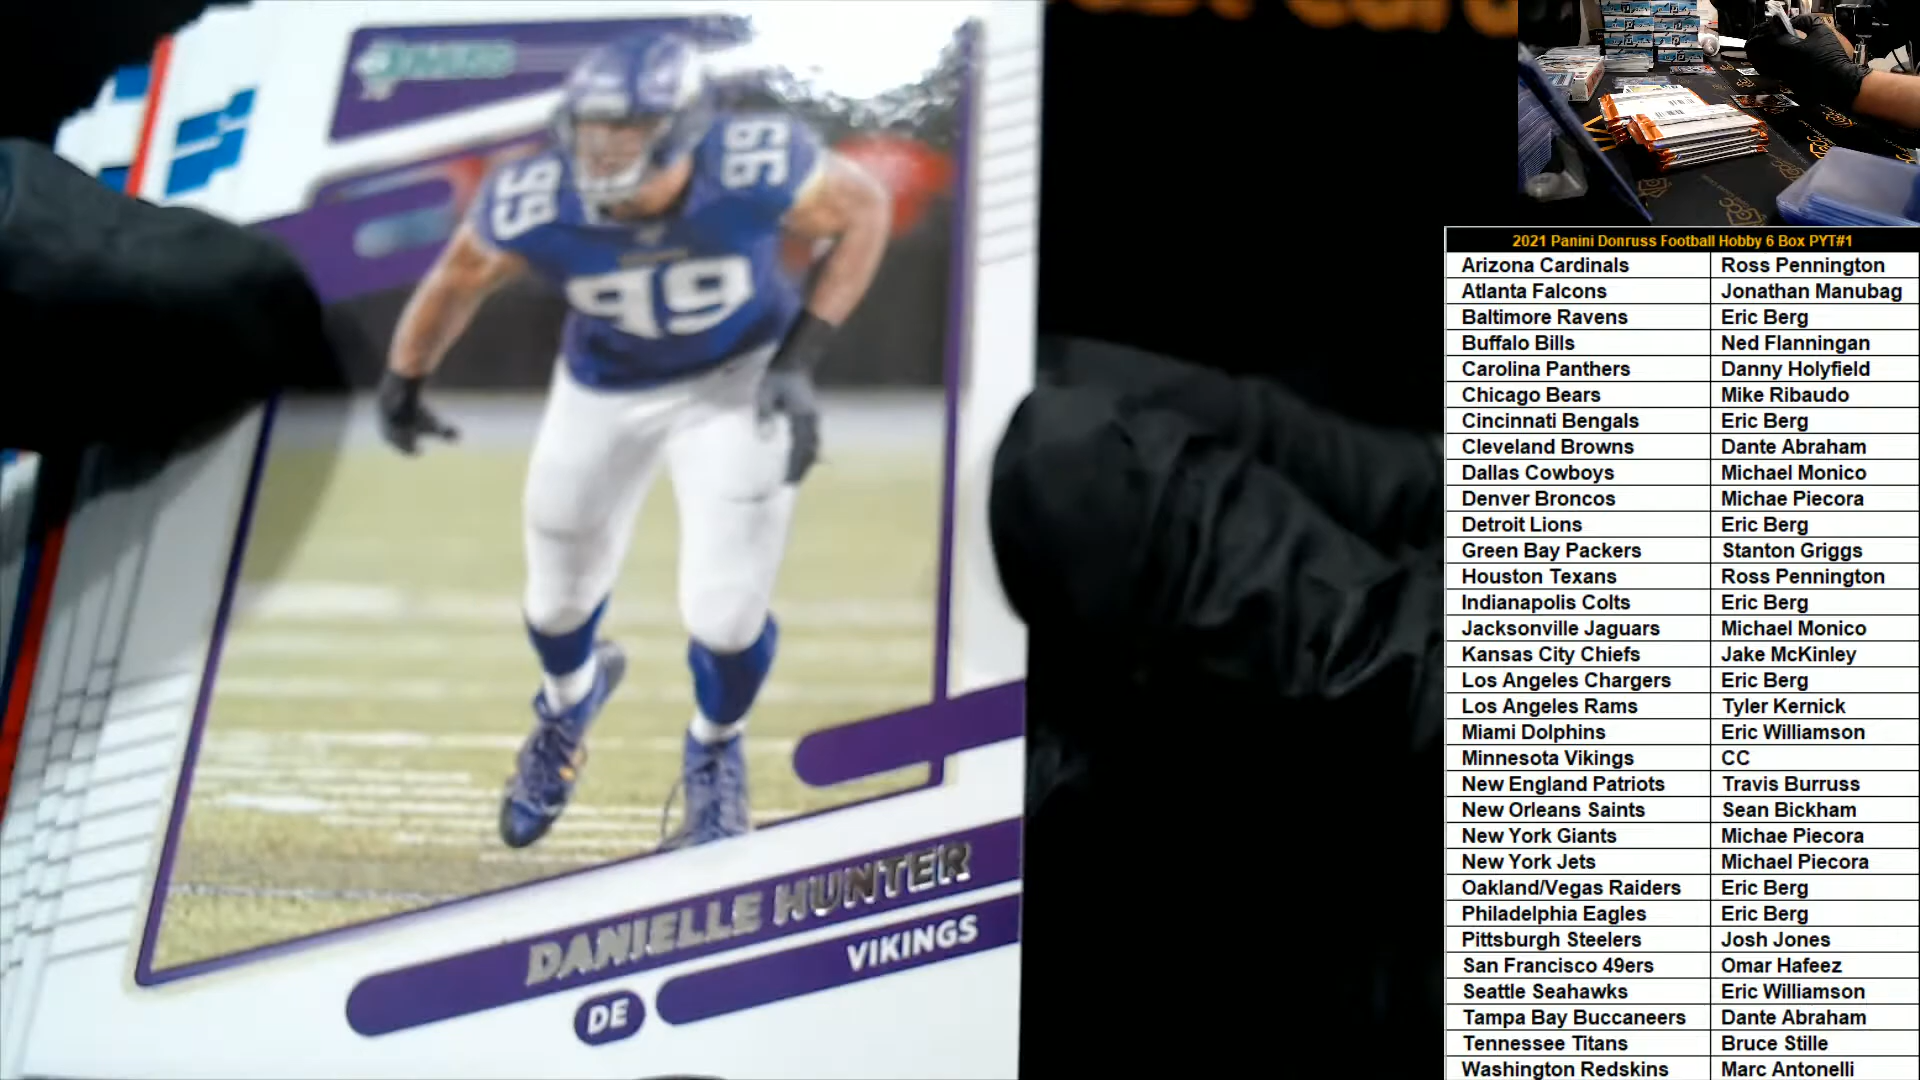 99
99
99
DANIELLE HUNTER
VIKINGS
DE
2021 Panini Donruss Football Hobby 6 Box PYT#1
Arizona Cardinals Ross Pennington
Atlanta Falcons Jonathan Manubag
Baltimore Ravens Eric Berg
Buffalo Bills Ned Flanningan
Carolina Panthers Danny Holyfield
Chicago Bears Mike Ribaudo
Cincinnati Bengals Eric Berg
Cleveland Browns Dante Abraham
Dallas Cowboys Michael Monico
Denver Broncos Michae Piecora
Detroit Lions Eric Berg
Green Bay Packers Stanton Griggs
Houston Texans Ross Pennington
Indianapolis Colts Eric Berg
Jacksonville Jaguars Michael Monico
Kansas City Chiefs Jake McKinley
Los Angeles Chargers Eric Berg
Los Angeles Rams Tyler Kernick
Miami Dolphins Eric Williamson
Minnesota Vikings CC
New England Patriots Travis Burruss
New Orleans Saints Sean Bickham
New York Giants Michae Piecora
New York Jets Michael Piecora
Oakland/Vegas Raiders Eric Berg
Philadelphia Eagles Eric Berg
Pittsburgh Steelers Josh Jones
San Francisco 49ers Omar Hafeez
Seattle Seahawks Eric Williamson
Tampa Bay Buccaneers Dante Abraham
Tennessee Titans Bruce Stille
Washington Redskins Marc Antonelli